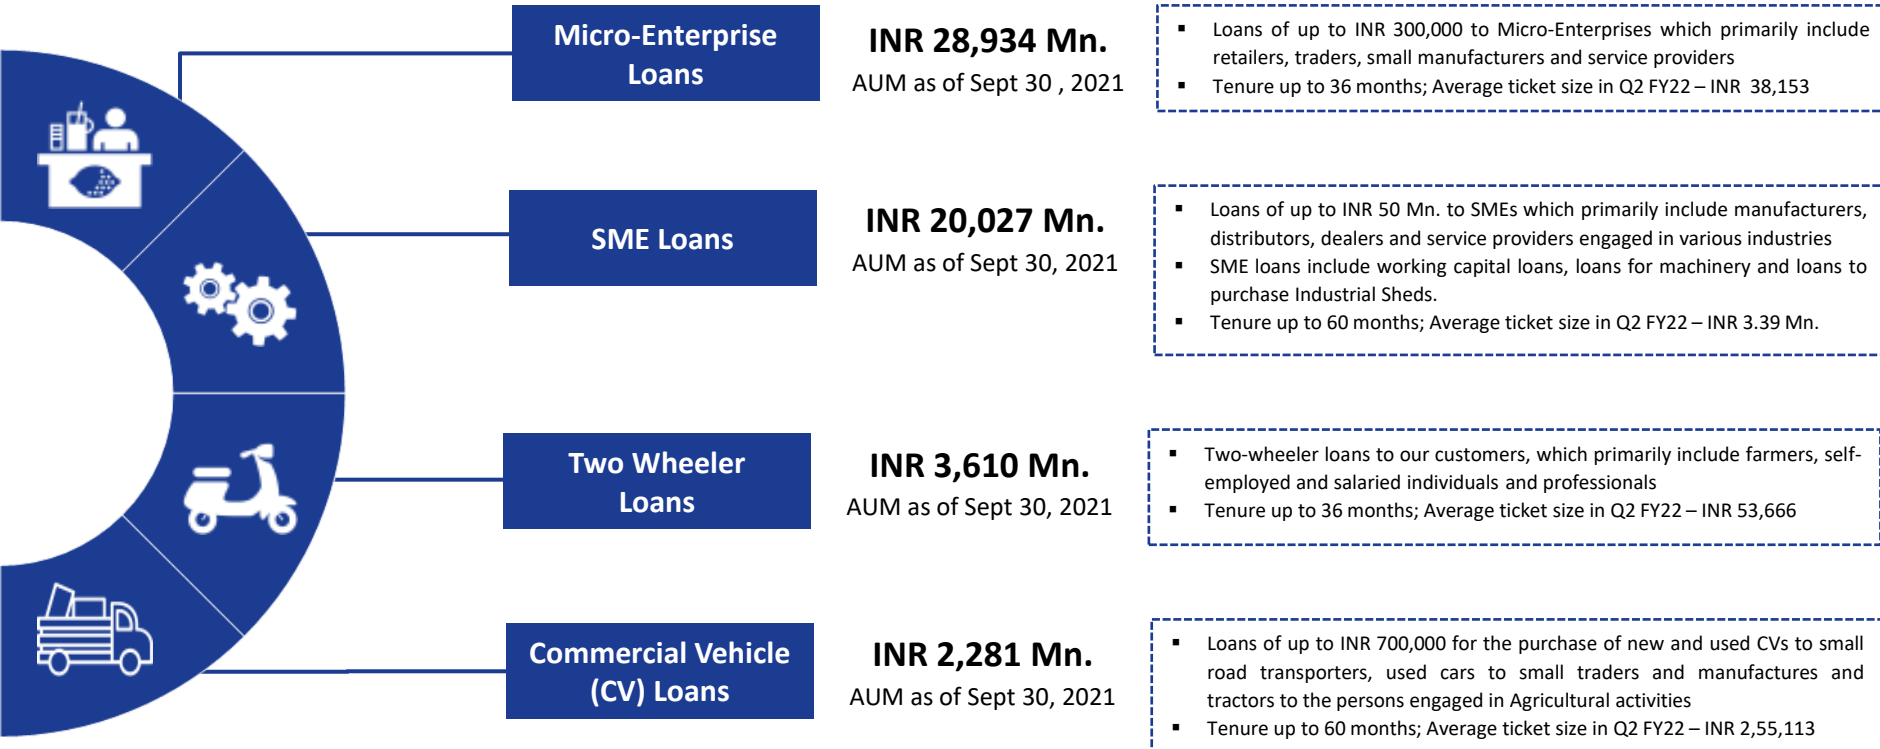 Micro-Enterprise
Loans
INR 28,934 Mn.
AUM as of Sept 30 , 2021
▪ Loans of up to INR 300,000 to Micro-Enterprises which primarily include
retailers, traders, small manufacturers and service providers
▪ Tenure up to 36 months; Average ticket size in Q2 FY22 – INR 38,153
SME Loans
INR 20,027 Mn.
AUM as of Sept 30, 2021
▪ Loans of up to INR 50 Mn. to SMEs which primarily include manufacturers,
distributors, dealers and service providers engaged in various industries
▪ SME loans include working capital loans, loans for machinery and loans to
purchase Industrial Sheds.
▪ Tenure up to 60 months; Average ticket size in Q2 FY22 – INR 3.39 Mn.
Two Wheeler
Loans
INR 3,610 Mn.
AUM as of Sept 30, 2021
▪ Two-wheeler loans to our customers, which primarily include farmers, self-
employed and salaried individuals and professionals
▪ Tenure up to 36 months; Average ticket size in Q2 FY22 – INR 53,666
Commercial Vehicle
(CV) Loans
INR 2,281 Mn.
AUM as of Sept 30, 2021
▪ Loans of up to INR 700,000 for the purchase of new and used CVs to small
road transporters, used cars to small traders and manufactures and
tractors to the persons engaged in Agricultural activities
▪ Tenure up to 60 months; Average ticket size in Q2 FY22 – INR 2,55,113